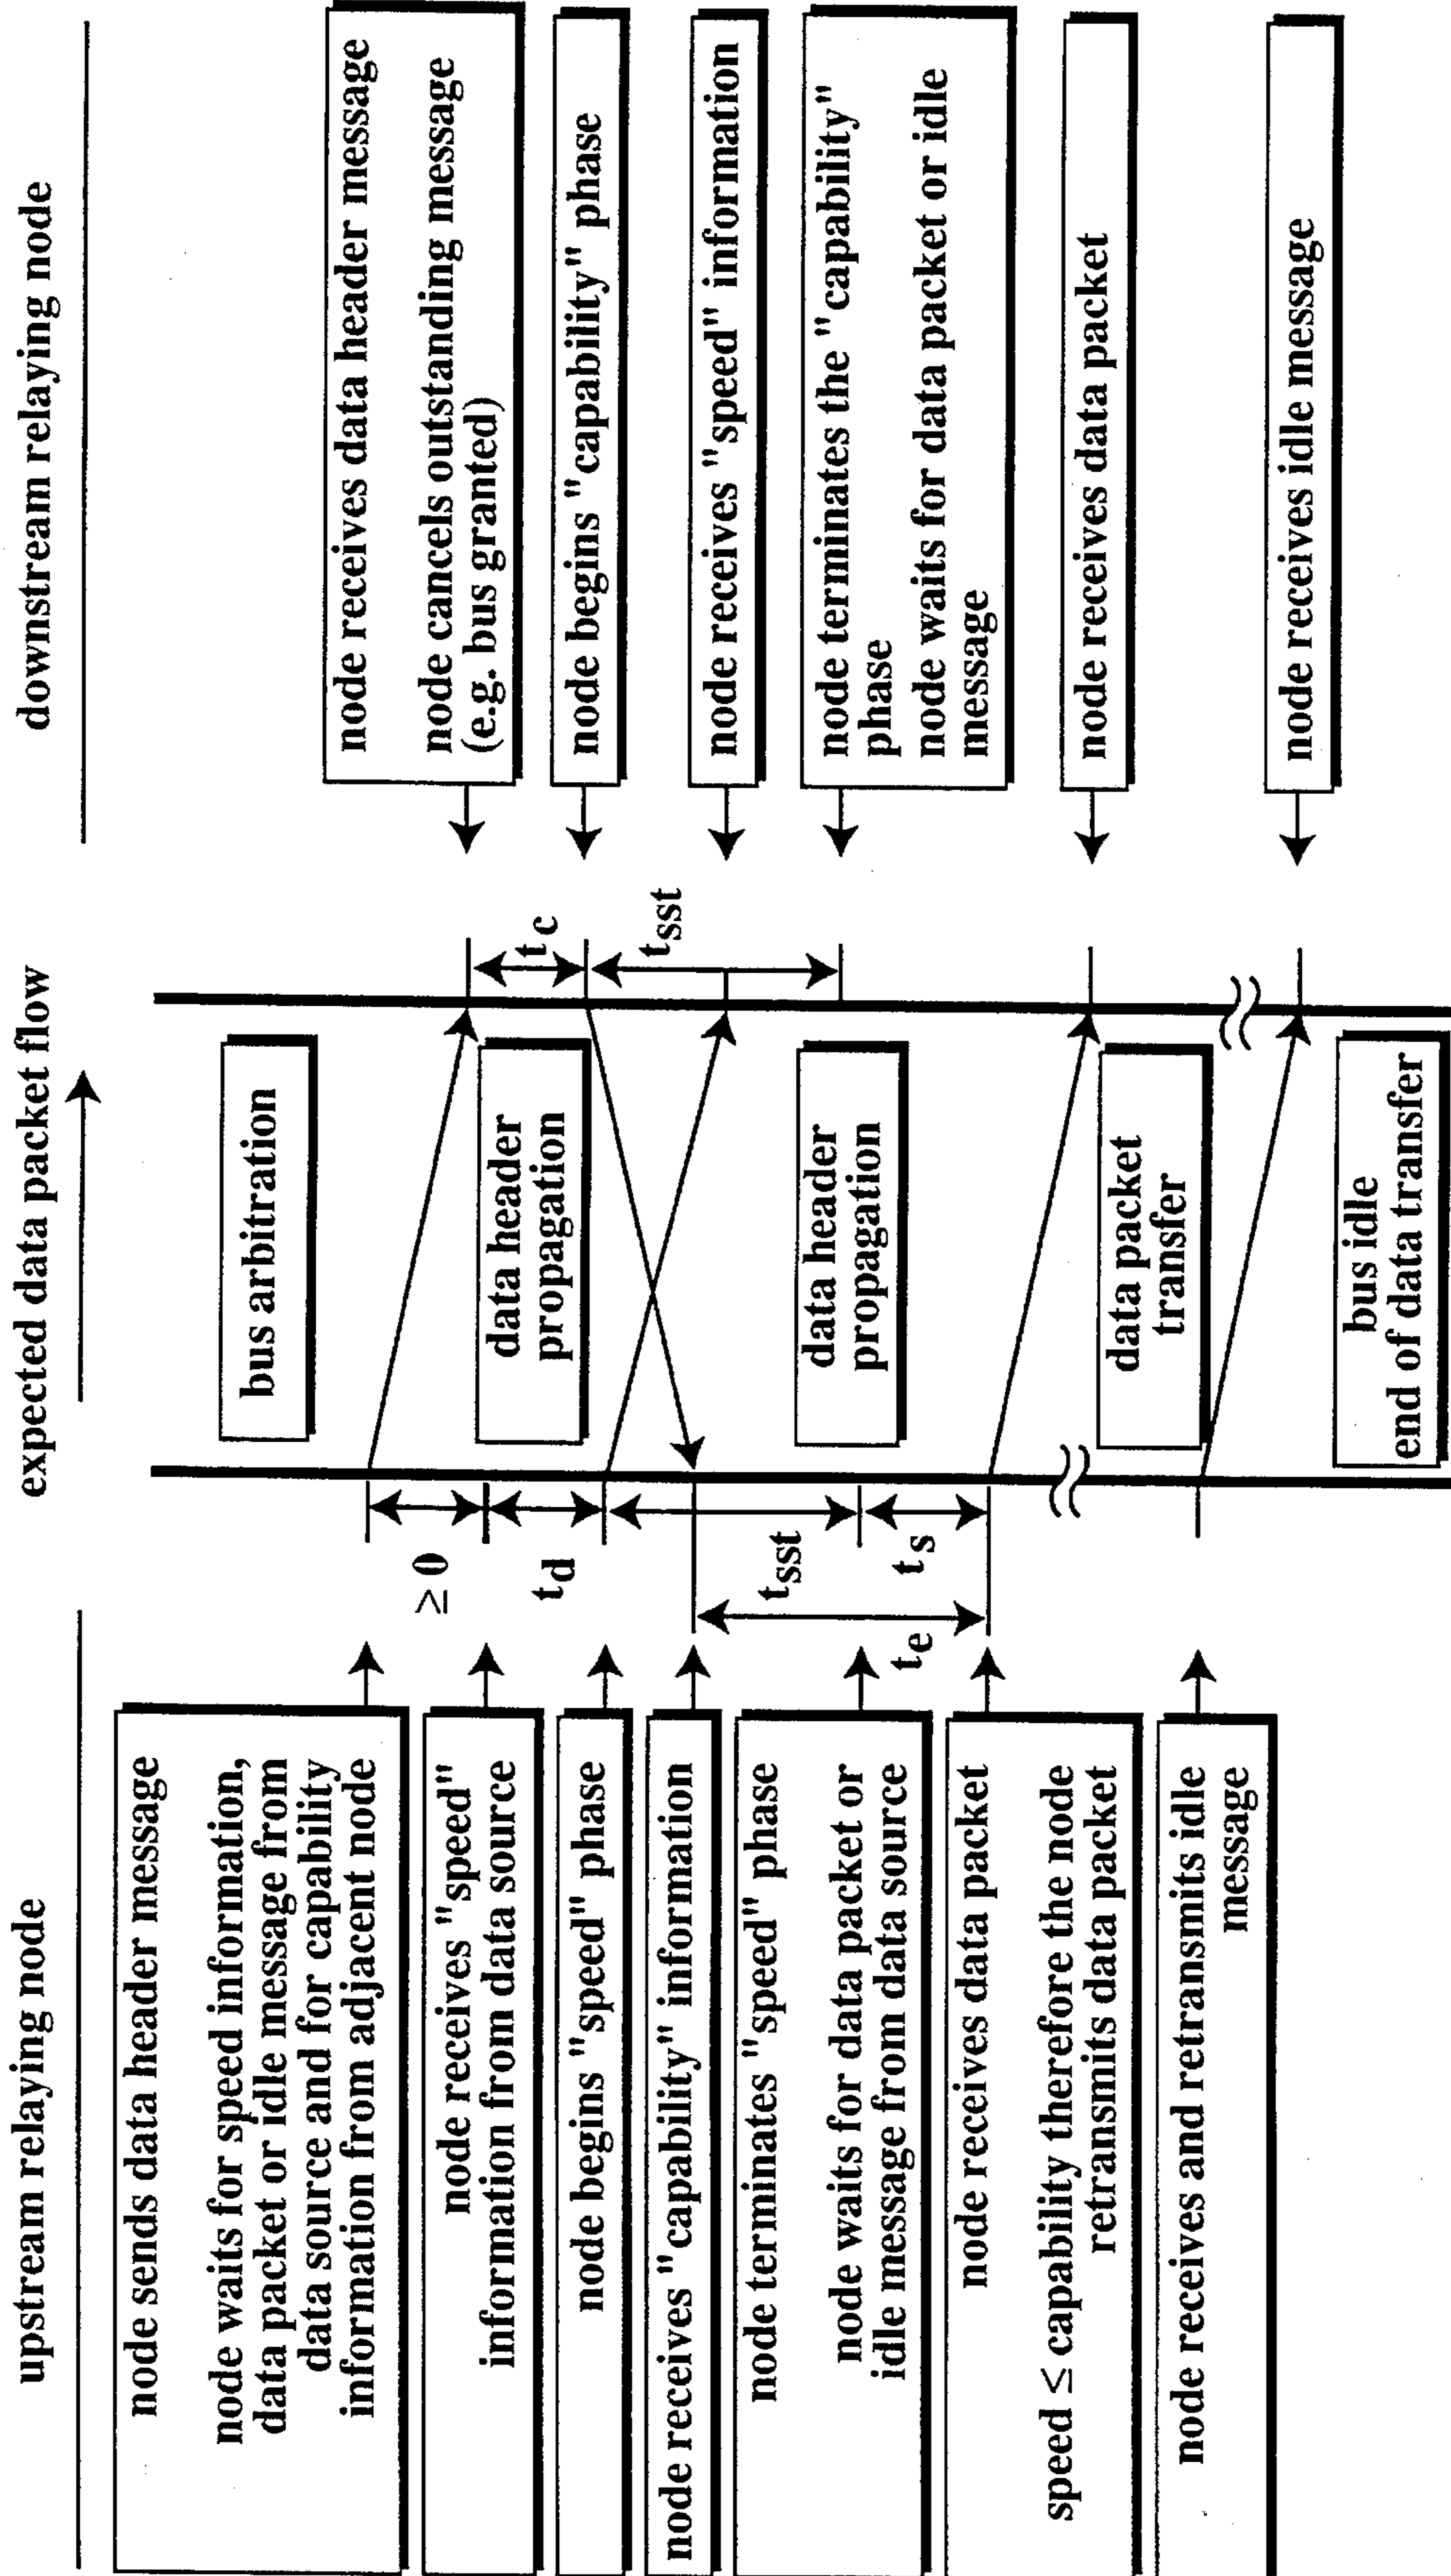 upstream relaying node
expected data packet flow
downstream relaying node
node sends data header message
node waits for speed information,
data packet or idle message from
data source and for capability
information from adjacent node
node receives "speed"
information from data source
node begins "speed" phase
node receives "capability" information
node terminates "speed" phase
node waits for data packet or
idle message from data source
node receives data packet
speed ≤ capability therefore the node
retransmits data packet
node receives and retransmits idle
message
≥ 0
t d
t sst
t s
t e
bus arbitration
data header
propagation
data header
propagation
data packet
transfer
bus idle
end of data transfer
t c
t sst
node receives data header message
node cancels outstanding message
(e.g. bus granted)
node begins "capability" phase
node receives "speed" information
node terminates the "capability"
phase
node waits for data packet or idle
message
node receives data packet
node receives idle message